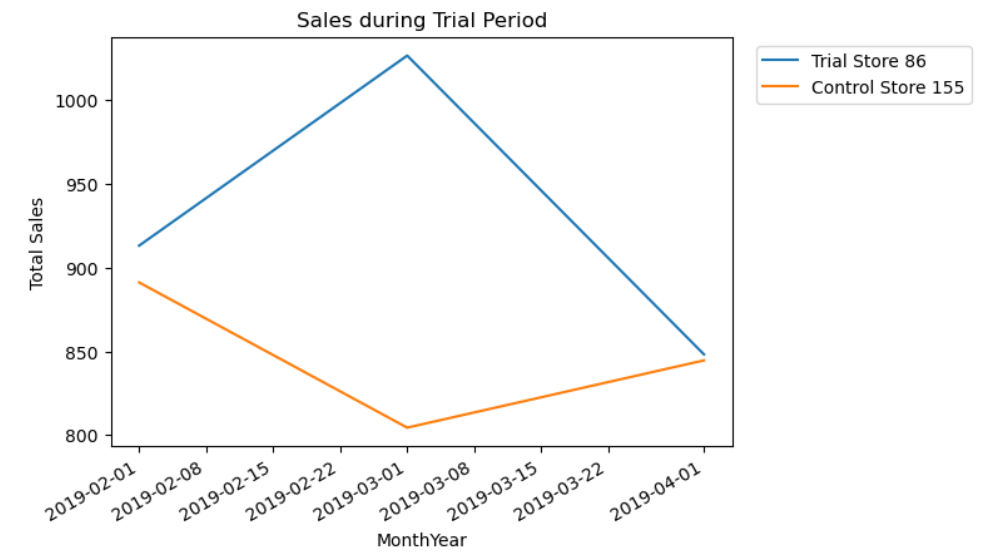 Sales during Trial Period
Trial Store 86
Control Store 155
Total Sales
1000
950
900
850
800
2019-02-01
2019-02-08
2019-02-15
2019-02-22
2019-03-01
2019-03-08
2019-03-15
2019-03-22
2019-04-01
MonthYear